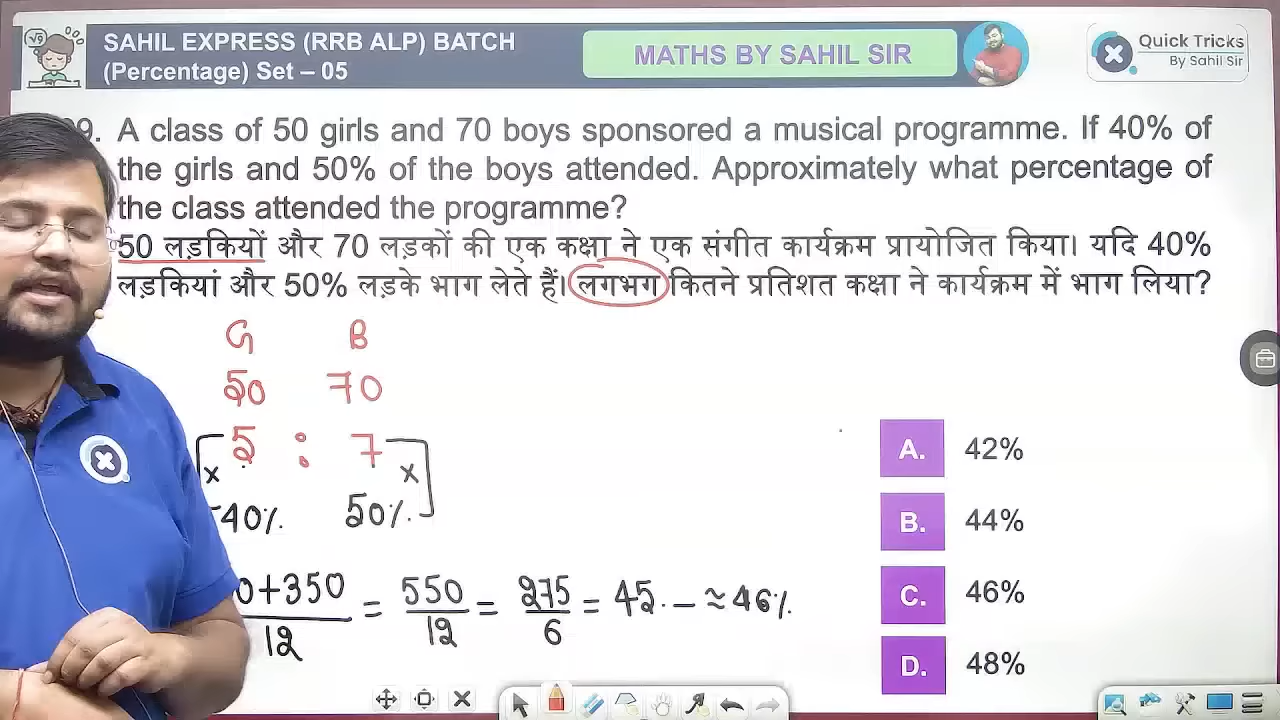 SAHIL EXPRESS (RRB ALP) BATCH
(Percentage) Set – 05
MATHS BY SAHIL SIR
Quick Tricks
By Sahil Sir
9. A class of 50 girls and 70 boys sponsored a musical programme. If 40% of
the girls and 50% of the boys attended. Approximately what percentage of
the class attended the programme?
50 लड़कियों और 70 लड़कों की एक कक्षा ने एक संगीत कार्यक्रम प्रायोजित किया। यदि 40%
लड़कियां और 50% लड़के भाग लेते हैं। लगभग कितने प्रतिशत कक्षा ने कार्यक्रम में भाग लिया?
G B
50 70
5 : 7
× ×
40% 50%
0+350/12 = 550/12 = 275/6 = 45. – ≈46%
A. 42%
B. 44%
C. 46%
D. 48%